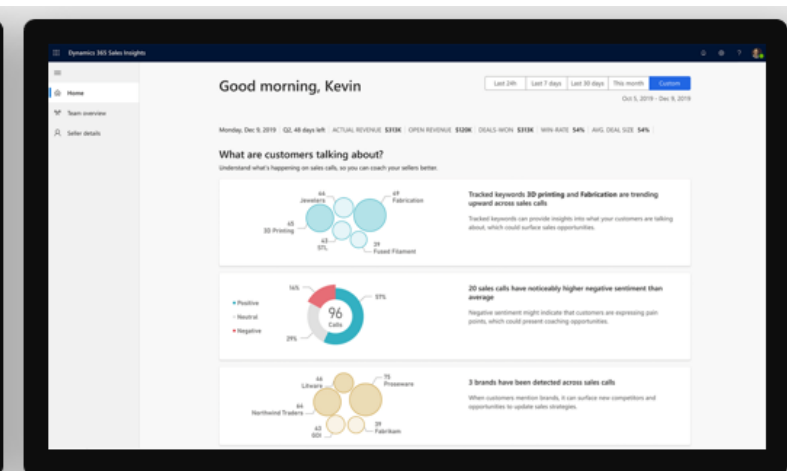 Dynamics 365 Sales Insights
?
Home
Team overview
Seller details
Good morning, Kevin
Last 24h Last 7 days Last 30 days This month Custom
Oct 5, 2019 - Dec 9, 2019
Monday, Dec 9. 2019 Q2, 48 days left ACTUAL REVENUE $313K OPEN REVENUE $120K DEALS-WON $313K WIN-RATE 54% AVG. DEAL SIZE 54%
What are customers talking about?
Understand what's happening on sales calls, so you can coach your sellers better.
44
Jewelers
69
Fabrication
45
3D Printing
43
STL
39
Fused Filament
Tracked keywords 3D printing and Fabrication are trending
upward across sales calls
Tracked keywords can provide insights into what your customers are talking
about, which could surface sales opportunities.
Positive
Neutral
Negative
14%
57%
29%
96
Calls
20 sales calls have noticeably higher negative sentiment than
average
Negative sentiment might indicate that customers are expressing pain
points, which could present coaching opportunities.
44
Litware
75
Proseware
64
Northwind Traders
43
GDI
39
Fabrikam
3 brands have been detected across sales calls
When customers mention brands, it can surface new competitors and
opportunities to update sales strategies.